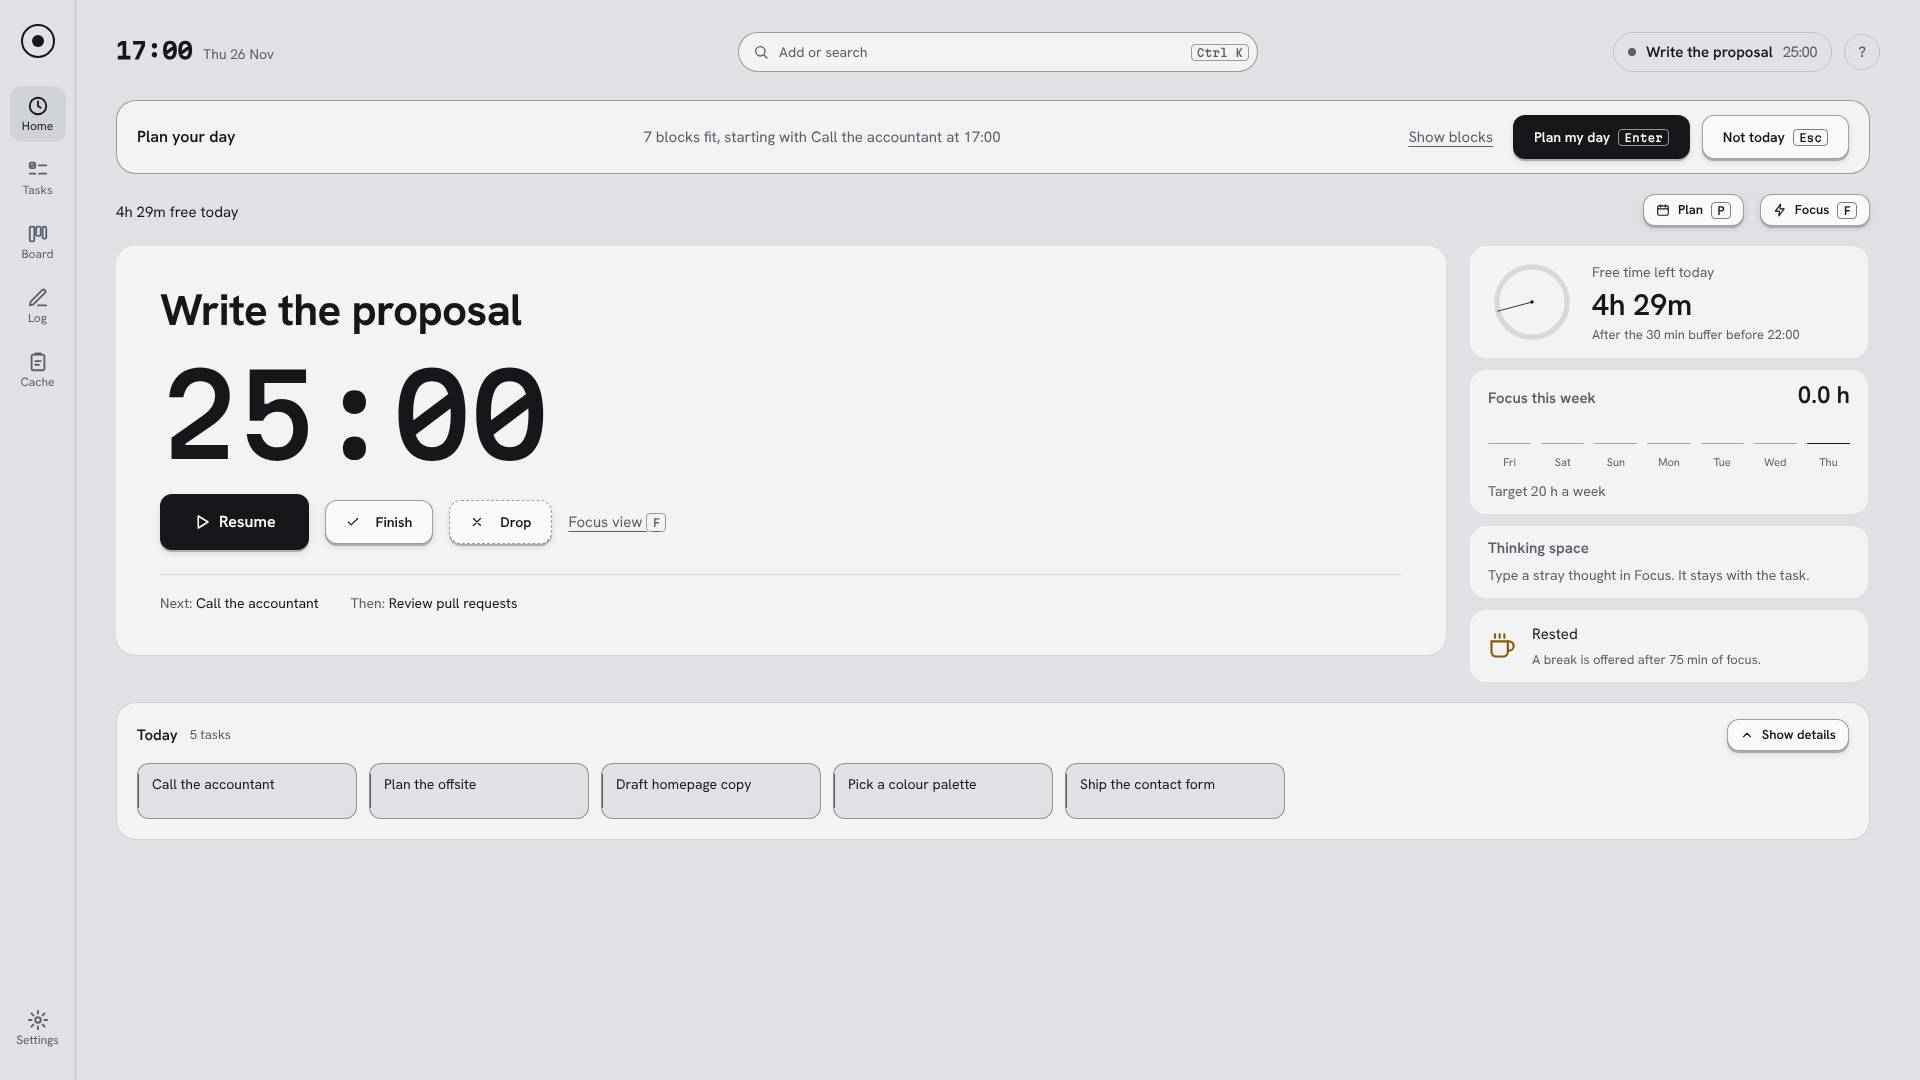 17:00 Thu 26 Nov
Add or search Ctrl K
Write the proposal 25:00 ?
Home
Tasks
Board
Log
Cache
Settings
Plan your day
7 blocks fit, starting with Call the accountant at 17:00
Show blocks
Plan my day Enter
Not today Esc
4h 29m free today
Plan P
Focus F
Write the proposal
25:00
Resume
Finish
Drop
Focus view F
Next: Call the accountant Then: Review pull requests
Free time left today
4h 29m
After the 30 min buffer before 22:00
Focus this week 0.0 h
Fri Sat Sun Mon Tue Wed Thu
Target 20 h a week
Thinking space
Type a stray thought in Focus. It stays with the task.
Rested
A break is offered after 75 min of focus.
Today 5 tasks
Show details
Call the accountant
Plan the offsite
Draft homepage copy
Pick a colour palette
Ship the contact form